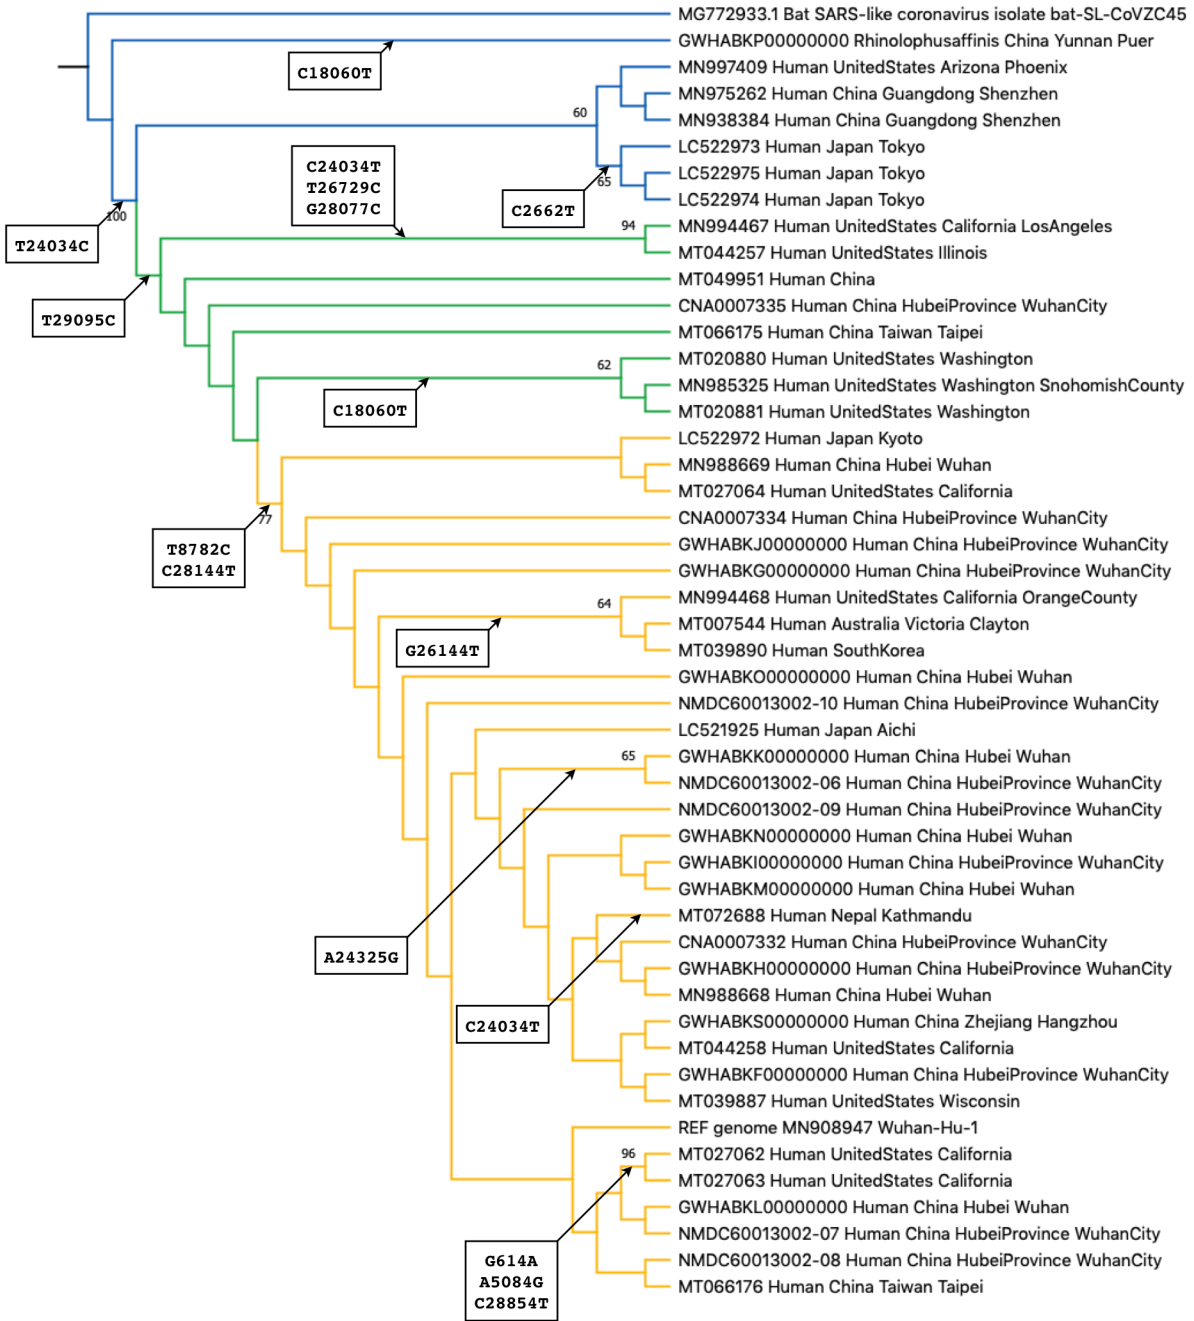 MG772933.1 Bat SARS-like coronavirus isolate bat-SL-CoVZC45
GWHABKP00000000 Rhinolophusaffinis China Yunnan Puer
C18060T
MN997409 Human UnitedStates Arizona Phoenix
MN975262 Human China Guangdong Shenzhen
60
MN938384 Human China Guangdong Shenzhen
LC522973 Human Japan Tokyo
C24034T
T26729C
G28077C
LC522975 Human Japan Tokyo
65
LC522974 Human Japan Tokyo
C2662T
100
T24034C
94
MN994467 Human UnitedStates California LosAngeles
MT044257 Human UnitedStates Illinois
MT049951 Human China
CNA0007335 Human China HubeiProvince WuhanCity
T29095C
MT066175 Human China Taiwan Taipei
62
MT020880 Human UnitedStates Washington
MN985325 Human UnitedStates Washington SnohomishCounty
MT020881 Human UnitedStates Washington
C18060T
LC522972 Human Japan Kyoto
MN988669 Human China Hubei Wuhan
MT027064 Human UnitedStates California
CNA0007334 Human China HubeiProvince WuhanCity
77
T8782C
C28144T
GWHABKJ00000000 Human China HubeiProvince WuhanCity
GWHABKG00000000 Human China HubeiProvince WuhanCity
64
MN994468 Human UnitedStates California OrangeCounty
MT007544 Human Australia Victoria Clayton
MT039890 Human SouthKorea
G26144T
GWHABKO00000000 Human China Hubei Wuhan
NMDC60013002-10 Human China HubeiProvince WuhanCity
LC521925 Human Japan Aichi
65
GWHABKK00000000 Human China Hubei Wuhan
NMDC60013002-06 Human China HubeiProvince WuhanCity
NMDC60013002-09 Human China HubeiProvince WuhanCity
GWHABKN00000000 Human China Hubei Wuhan
GWHABKI00000000 Human China HubeiProvince WuhanCity
GWHABKM00000000 Human China Hubei Wuhan
MT072688 Human Nepal Kathmandu
CNA0007332 Human China HubeiProvince WuhanCity
A24325G
GWHABKH00000000 Human China HubeiProvince WuhanCity
MN988668 Human China Hubei Wuhan
C24034T
GWHABKS00000000 Human China Zhejiang Hangzhou
MT044258 Human UnitedStates California
GWHABKF00000000 Human China HubeiProvince WuhanCity
MT039887 Human UnitedStates Wisconsin
REF genome MN908947 Wuhan-Hu-1
96
MT027062 Human UnitedStates California
MT027063 Human UnitedStates California
GWHABKL00000000 Human China Hubei Wuhan
NMDC60013002-07 Human China HubeiProvince WuhanCity
NMDC60013002-08 Human China HubeiProvince WuhanCity
MT066176 Human China Taiwan Taipei
G614A
A5084G
C28854T